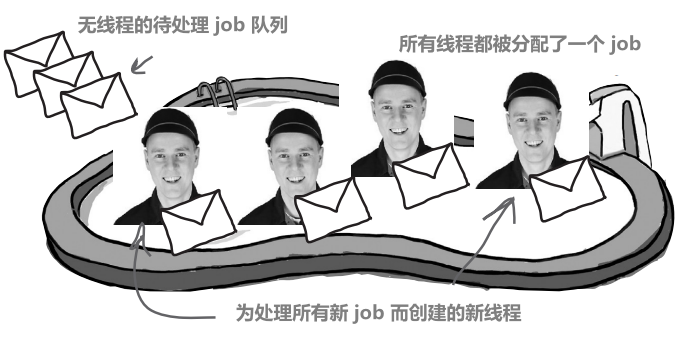 无线程的待处理 job 队列
所有线程都被分配了一个 job
为处理所有新 job 而创建的新线程